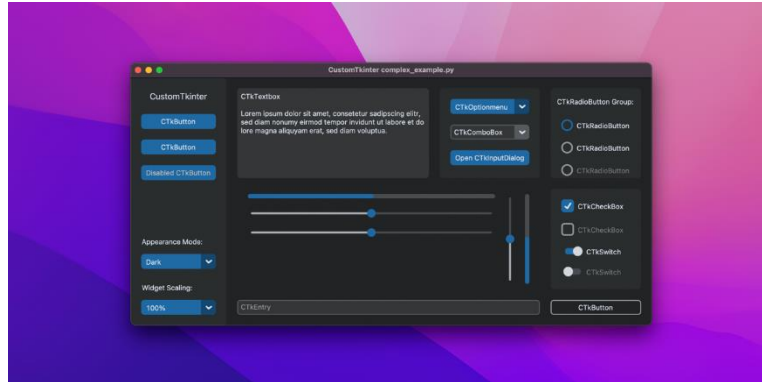 CustomTkinter complex_example.py
CustomTkinter
CTkButton
CTkButton
Disabled CTkButton
Appearance Mode:
Dark
Widget Scaling:
100%
CTkTextbox
Lorem ipsum dolor sit amet, consetetur sadipscing elitr,
sed diam nonumy eirmod tempor invidunt ut labore et do
lore magna aliquyam erat, sed diam voluptua.
CTkOptionmenu
CTkComboBox
Open CTkInputDialog
CTkRadioButton Group:
CTkRadioButton
CTkRadioButton
CTkRadioButton
CTkCheckBox
CTkCheckBox
CTkSwitch
CTkSwitch
CTkEntry
CTkButton